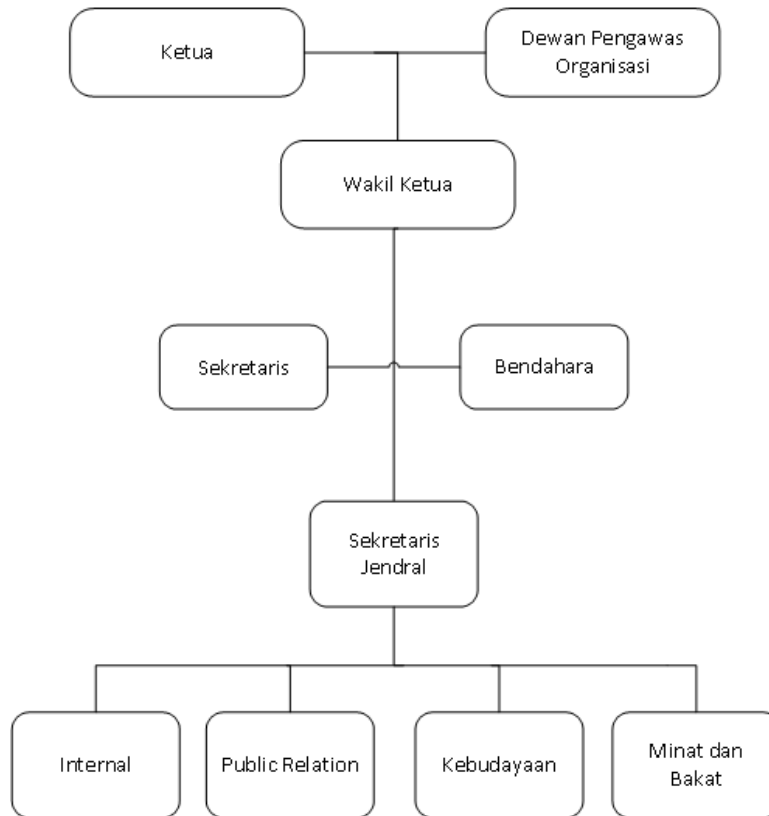 Ketua
Dewan Pengawas
Organisasi
Wakil Ketua
Sekretaris
Bendahara
Sekretaris
Jendral
Internal
Public Relation
Kebudayaan
Minat dan
Bakat